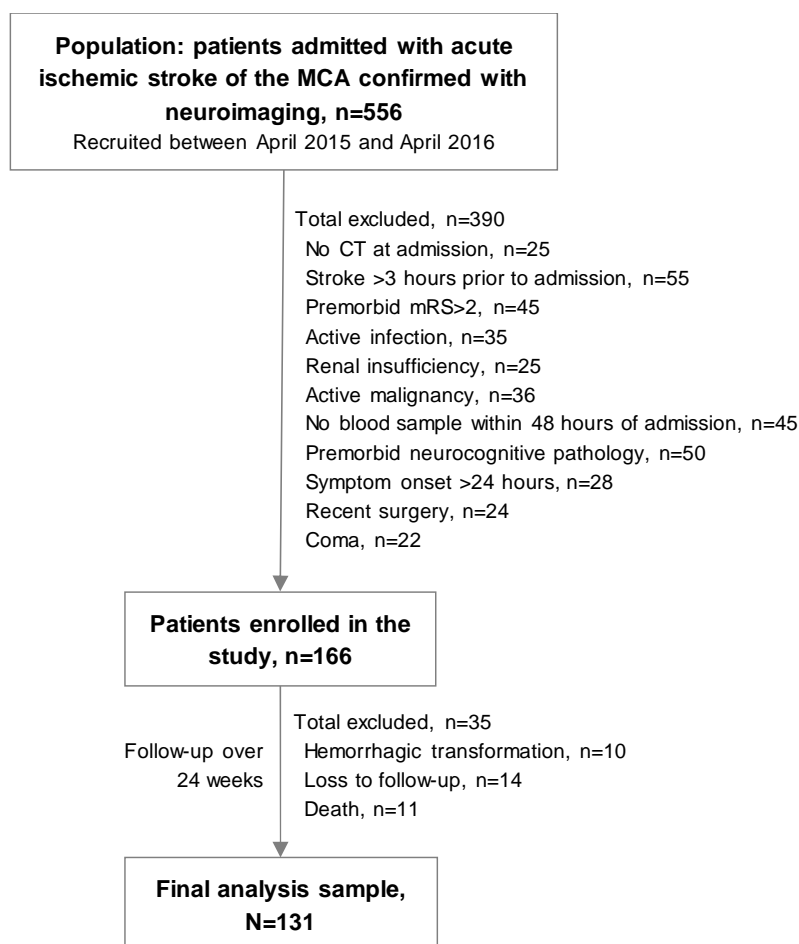 Population: patients admitted with acute
ischemic stroke of the MCA confirmed with
neuroimaging, n=556
Recruited between April 2015 and April 2016
Total excluded, n=390
No CT at admission, n=25
Stroke >3 hours prior to admission, n=55
Premorbid mRS>2, n=45
Active infection, n=35
Renal insufficiency, n=25
Active malignancy, n=36
No blood sample within 48 hours of admission, n=45
Premorbid neurocognitive pathology, n=50
Symptom onset >24 hours, n=28
Recent surgery, n=24
Coma, n=22
Patients enrolled in the
study, n=166
Follow-up over
24 weeks
Total excluded, n=35
Hemorrhagic transformation, n=10
Loss to follow-up, n=14
Death, n=11
Final analysis sample,
N=131